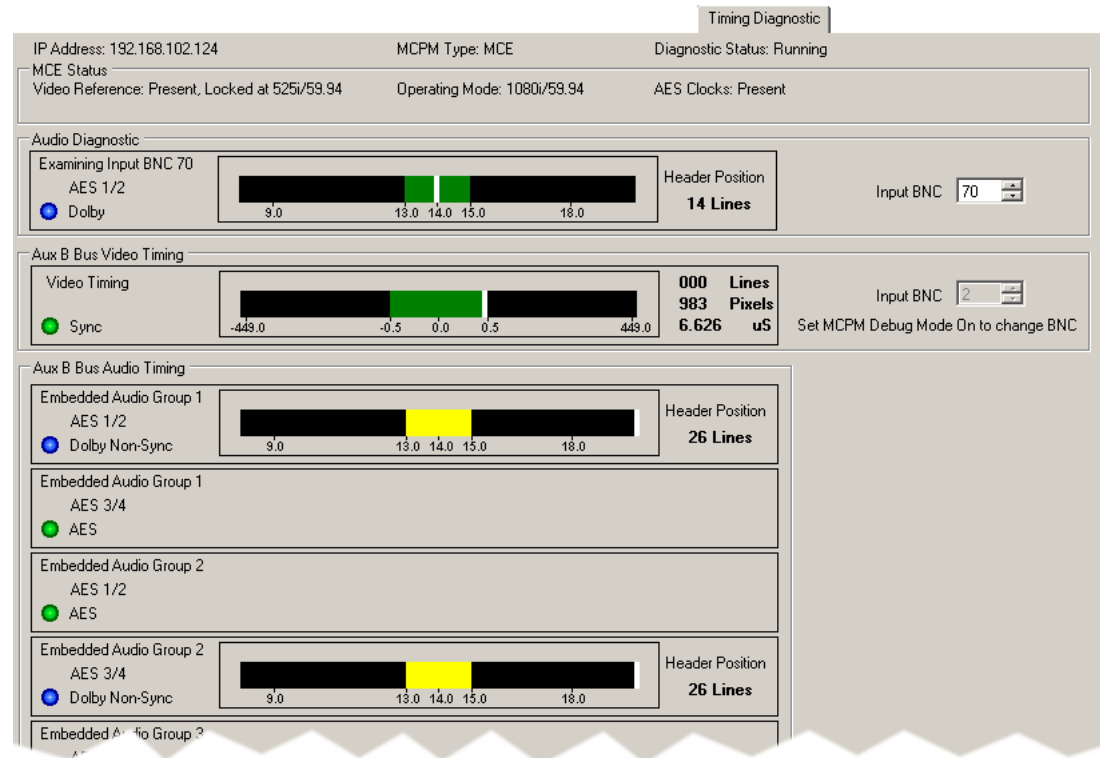 Timing Diagnostic
IP Address: 192.168.102.124 MCPM Type: MCE Diagnostic Status: Running
MCE Status
Video Reference: Present, Locked at 525i/59.94 Operating Mode: 1080i/59.94 AES Clocks: Present
Audio Diagnostic
Examining Input BNC 70
AES 1/2
Dolby
9.0 13.0 14.0 15.0 18.0
Header Position
14 Lines
Input BNC 70
Aux B Bus Video Timing
Video Timing
Sync
-449.0 -0.5 0.0 0.5 449.0
000 Lines
983 Pixels
6.626 uS
Input BNC 2
Set MCPM Debug Mode On to change BNC
Aux B Bus Audio Timing
Embedded Audio Group 1
AES 1/2
Dolby Non-Sync
9.0 13.0 14.0 15.0 18.0
Header Position
26 Lines
Embedded Audio Group 1
AES 3/4
AES
Embedded Audio Group 2
AES 1/2
AES
Embedded Audio Group 2
AES 3/4
Dolby Non-Sync
9.0 13.0 14.0 15.0 18.0
Header Position
26 Lines
Embedded Audio Group 3